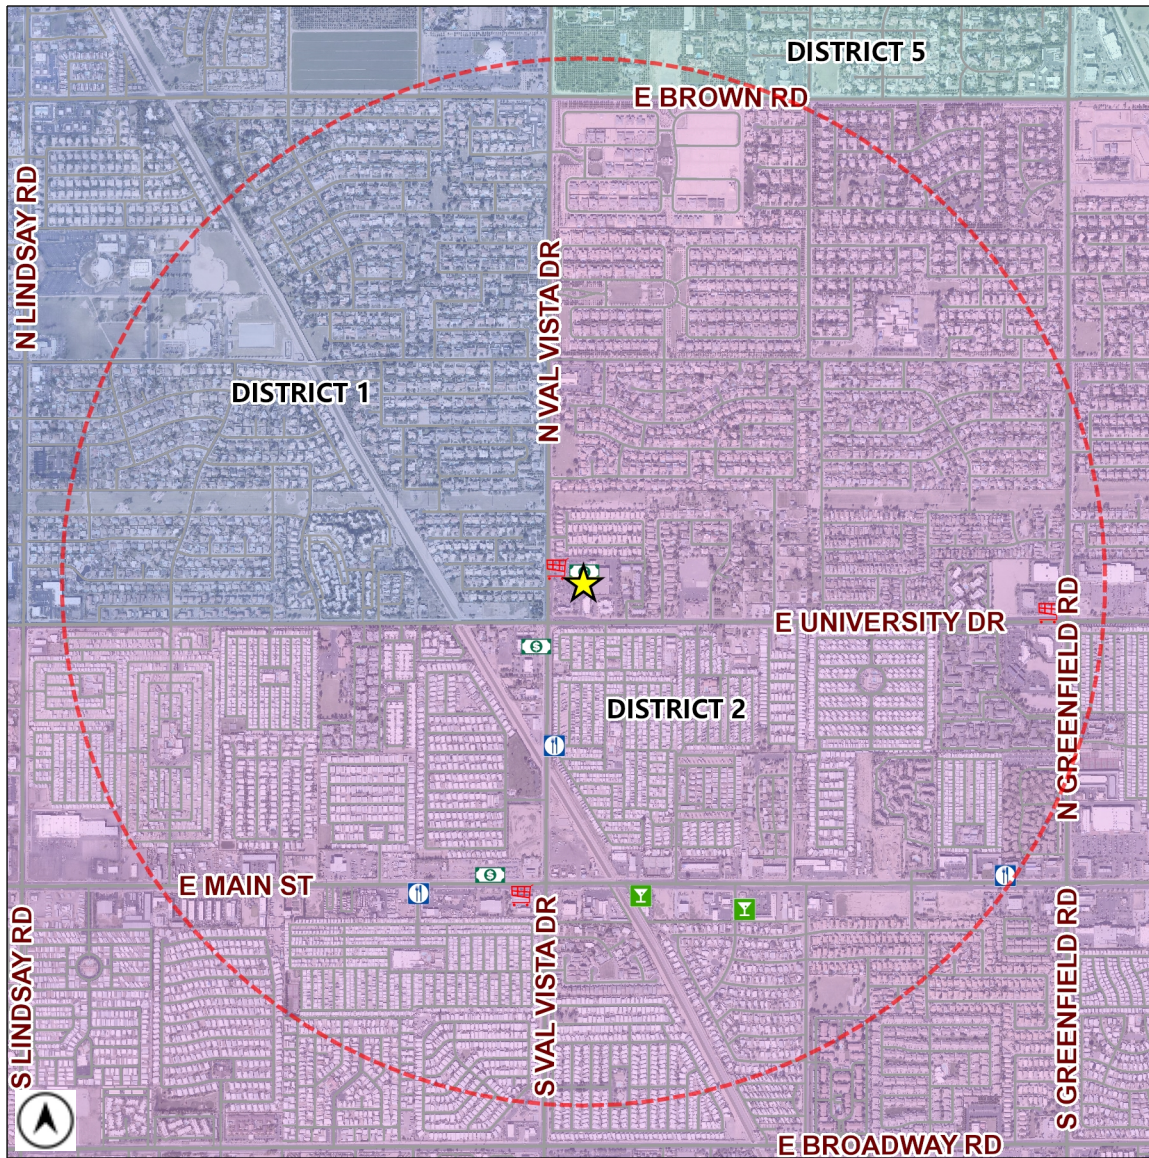 DISTRICT 5
E BROWN RD
N LINDSAY RD
N VAL VISTA DR
DISTRICT 1
E UNIVERSITY DR
N GREENFIELD RD
DISTRICT 2
E MAIN ST
S LINDSAY RD
S VAL VISTA DR
S GREENFIELD RD
E BROADWAY RD